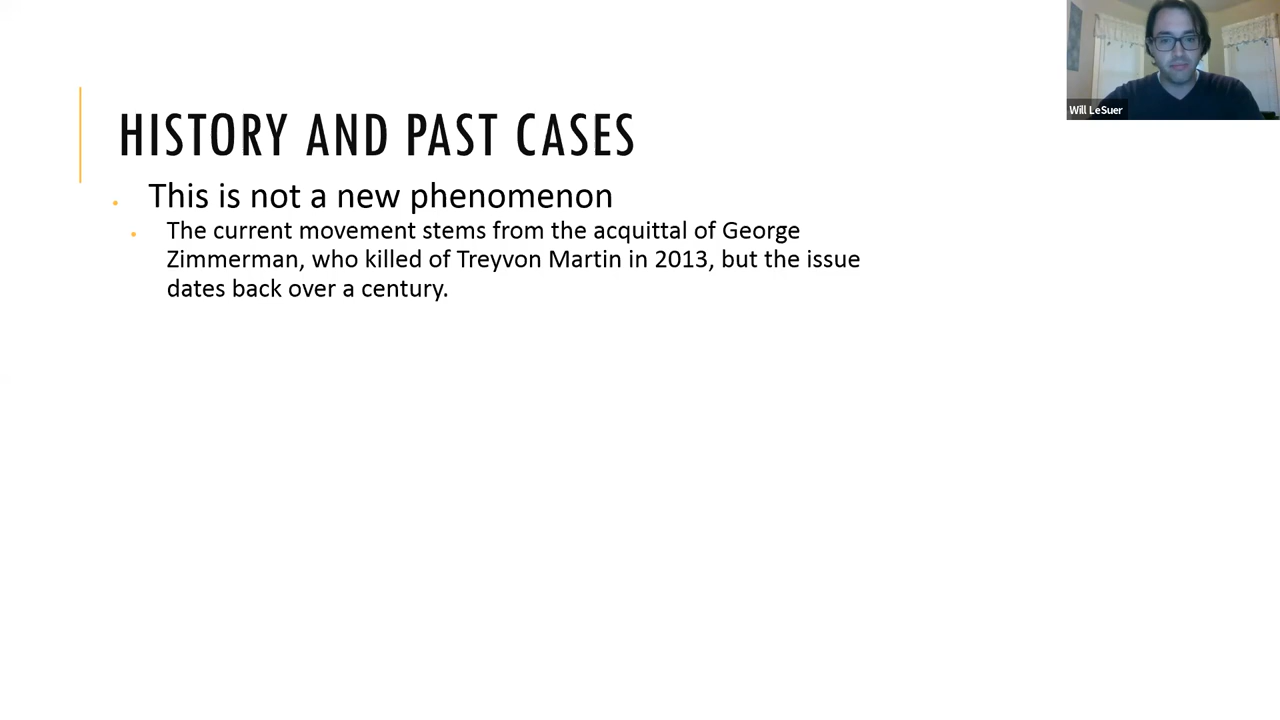 HISTORY AND PAST CASES
This is not a new phenomenon
The current movement stems from the acquittal of George
Zimmerman, who killed of Treyvon Martin in 2013, but the issue
dates back over a century.
Will LeSuer